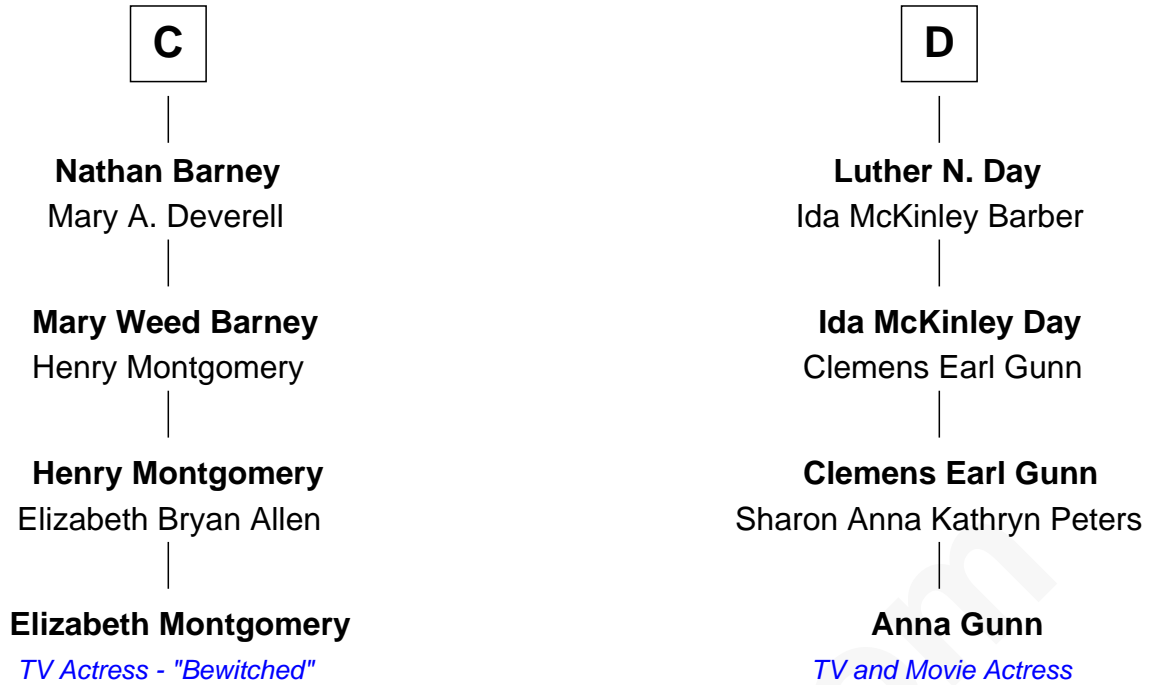 C
Nathan Barney
Mary A. Deverell
Mary Weed Barney
Henry Montgomery
Henry Montgomery
Elizabeth Bryan Allen
Elizabeth Montgomery
TV Actress - "Bewitched"
D
Luther N. Day
Ida McKinley Barber
Ida McKinley Day
Clemens Earl Gunn
Clemens Earl Gunn
Sharon Anna Kathryn Peters
Anna Gunn
TV and Movie Actress